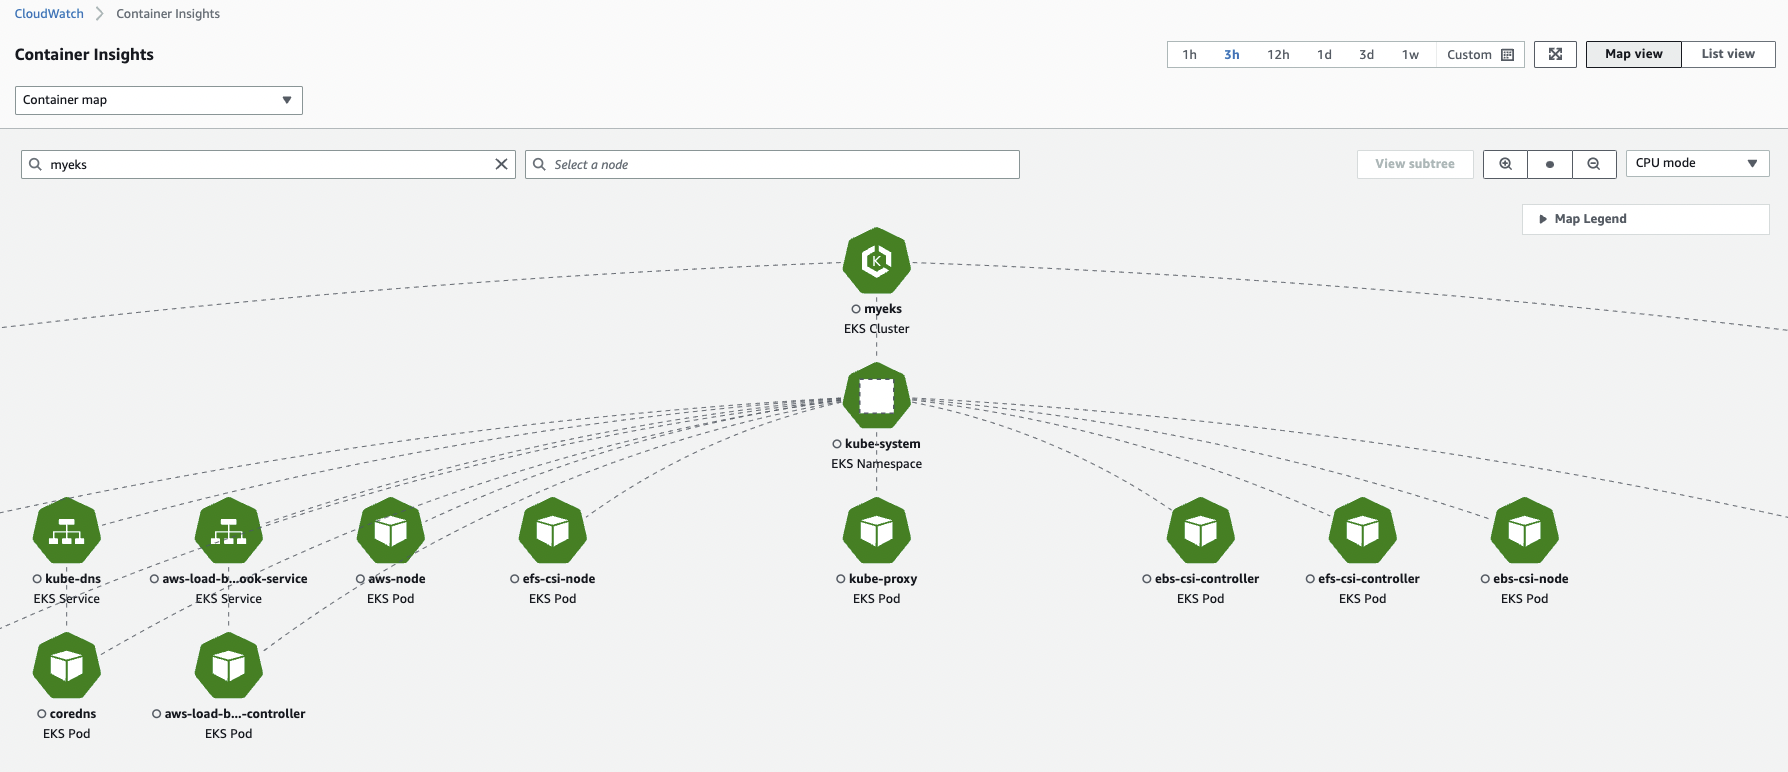 CloudWatch Container Insights
Container Insights
1h 3h 12h 1d 3d 1w Custom
Map view List view
Container map
myeks
Select a node
View subtree
CPU mode
Map Legend
K
myeks
EKS Cluster
kube-system
EKS Namespace
kube-dns
EKS Service
aws-load-b...ook-service
EKS Service
aws-node
EKS Pod
efs-csi-node
EKS Pod
kube-proxy
EKS Pod
ebs-csi-controller
EKS Pod
efs-csi-controller
EKS Pod
ebs-csi-node
EKS Pod
coredns
EKS Pod
aws-load-b...-controller
EKS Pod